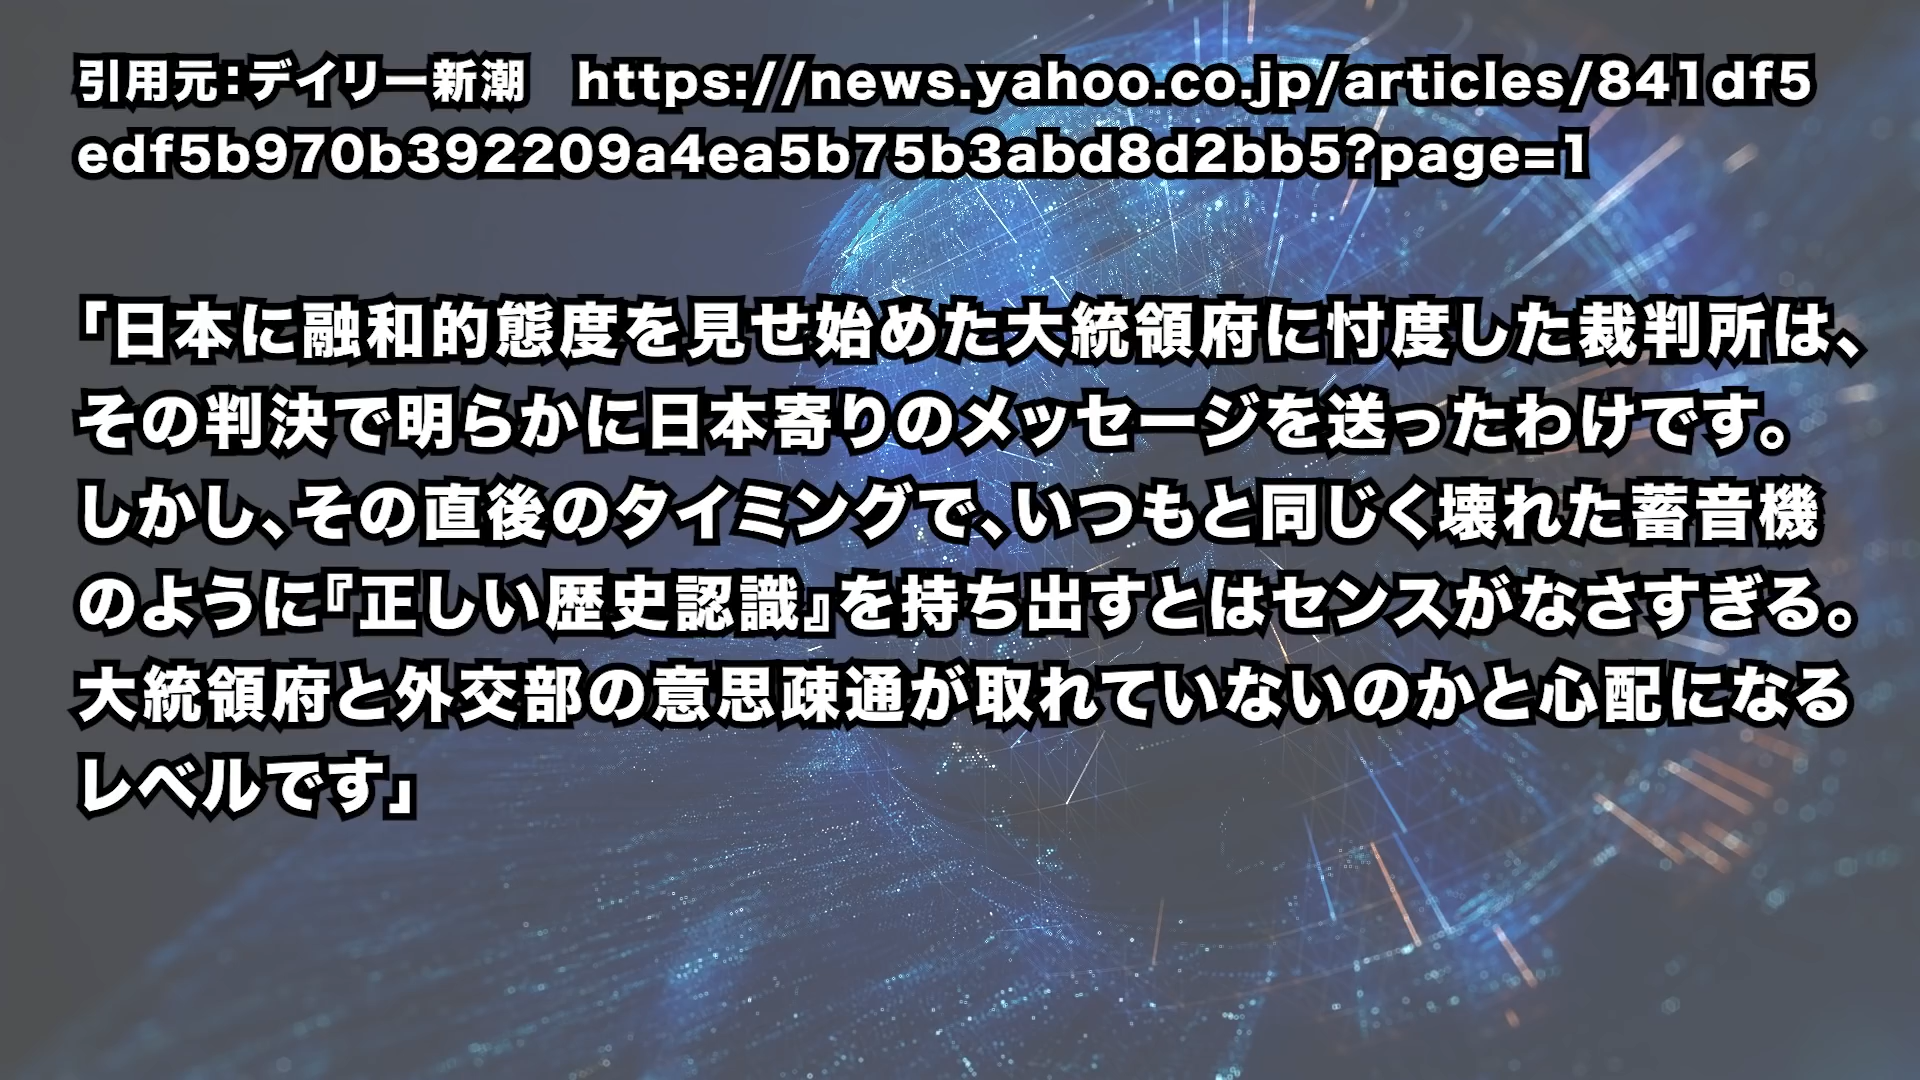 引用元:デイリー新潮　https://news.yahoo.co.jp/articles/841df5
edf5b970b392209a4ea5b75b3abd8d2bb5?page=1
「日本に融和的態度を見せ始めた大統領府に忖度した裁判所は、
その判決で明らかに日本寄りのメッセージを送ったわけです。
しかし、その直後のタイミングで、いつもと同じく壊れた蓄音機
のように『正しい歴史認識』を持ち出すとはセンスがなさすぎる。
大統領府と外交部の意思疎通が取れていないのかと心配になる
レベルです」